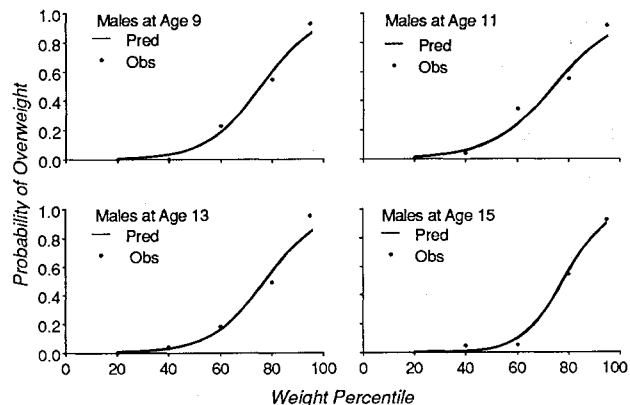 Probability of Overweight
Males at Age 9
Pred
Obs
1.0
0.8
0.6
0.4
0.2
0.0
Males at Age 11
Pred
Obs
Males at Age 13
Pred
Obs
1.0
0.8
0.6
0.4
0.2
0.0
0 20 40 60 80 100
Males at Age 15
Pred
Obs
0 20 40 60 80 100
Weight Percentile